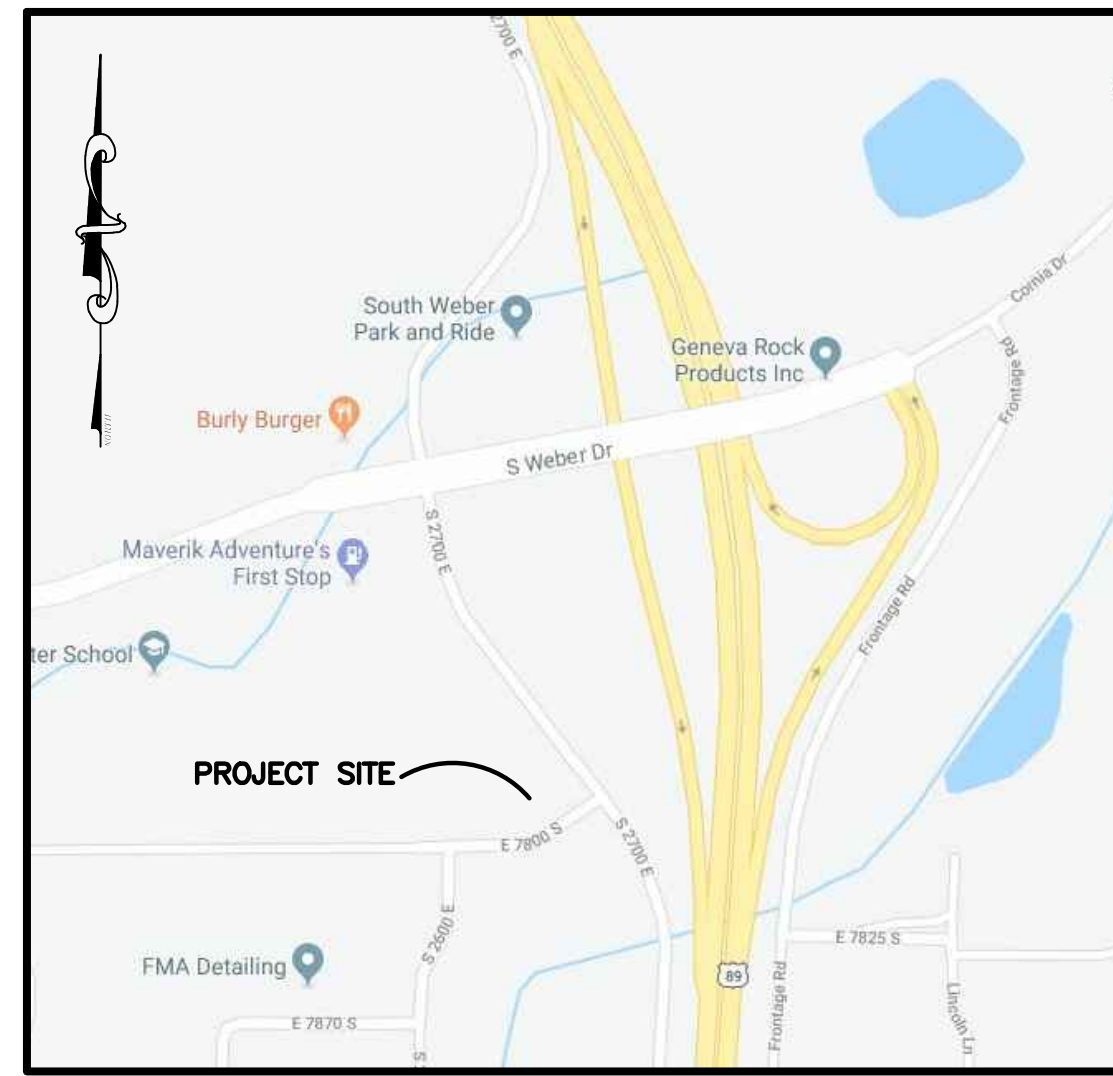 2700 E
South Weber
Park and Ride
Geneva Rock
Products Inc
Cornia Dr
Frontage Rd
Burly Burger
S Weber Dr
NORTH
S 2700 E
Maverik Adventure's
First Stop
Frontage Rd
ter School
PROJECT SITE
E 7800 S
S 2700 E
S 2600 E
E 7825 S
FMA Detailing
89
Frontage Rd
Lincoln Ln
E 7870 S
S